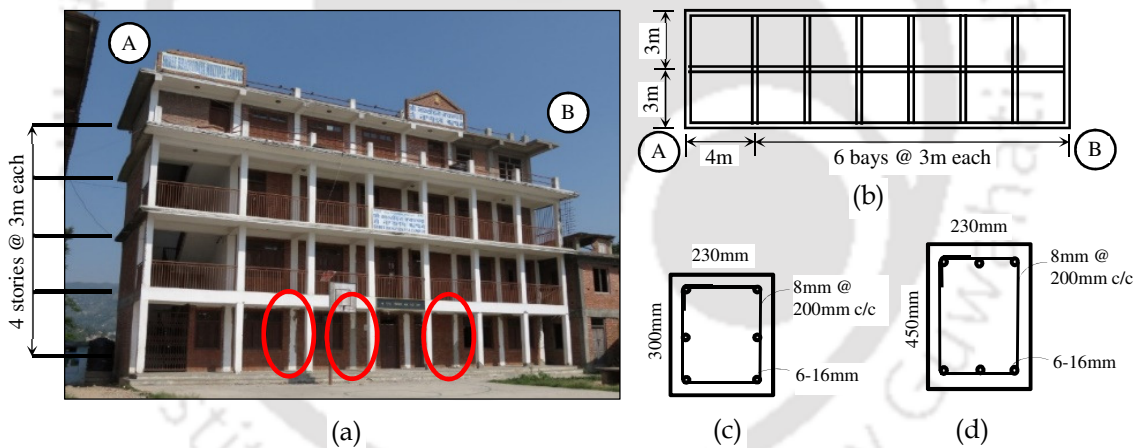 A
B
4 stories @ 3m each
(a)
3m
3m
A
B
4m
6 bays @ 3m each
(b)
230mm
300mm
8mm @
200mm c/c
6-16mm
(c)
230mm
450mm
8mm @
200mm c/c
6-16mm
(d)